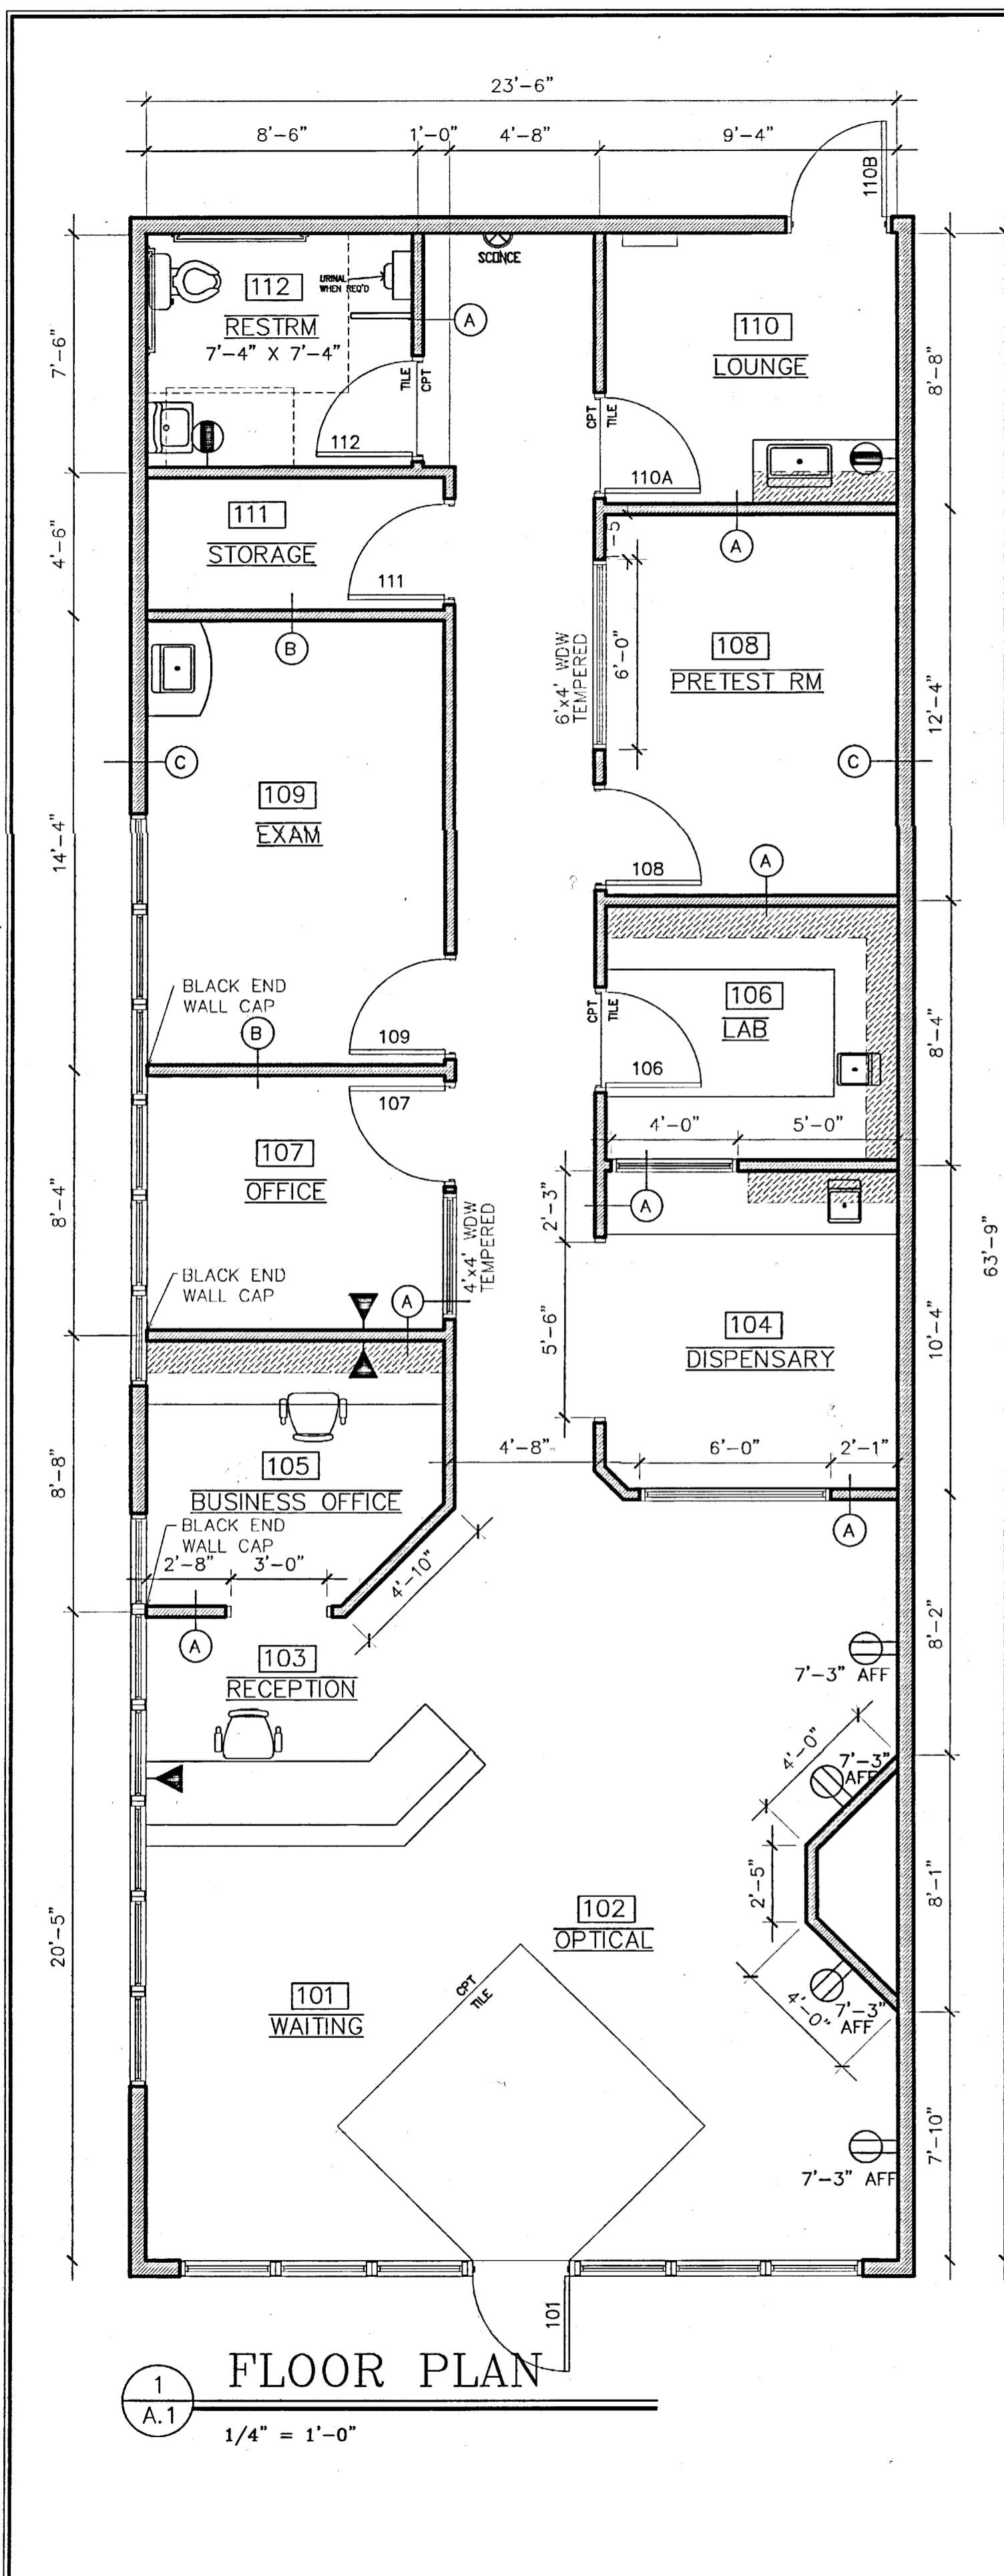 23'-6"
8'-6"
1'-0"
4'-8"
9'-4"
110B
SCONCE
112
RESTRM
7'-4" X 7'-4"
URINAL
WHEN REQ'D
A
110
LOUNGE
7'-6"
8'-8"
TILE
CPT
112
CPT
TILE
110A
111
STORAGE
4'-6"
111
A
B
6'x4' WDW
TEMPERED
6'-0"
108
PRETEST RM
12'-4"
C
C
109
EXAM
14'-4"
108
A
BLACK END
WALL CAP
B
109
107
CPT
TILE
106
LAB
106
8'-4"
4'-0"
5'-0"
107
OFFICE
8'-4"
A
2'-3"
4'x4' WDW
TEMPERED
63'-9"
BLACK END
WALL CAP
A
5'-6"
104
DISPENSARY
10'-4"
105
BUSINESS OFFICE
8'-8"
4'-8"
6'-0"
2'-1"
A
BLACK END
WALL CAP
2'-8"
3'-0"
4'-10"
A
103
RECEPTION
8'-2"
7'-3" AFF
4'-0"
7'-3"
AFF
2'-5"
8'-1"
102
OPTICAL
20'-5"
CPT
TILE
101
WAITING
4'-0"
7'-3"
AFF
7'-10"
7'-3" AFF
101
1
A.1
FLOOR PLAN
1/4" = 1'-0"